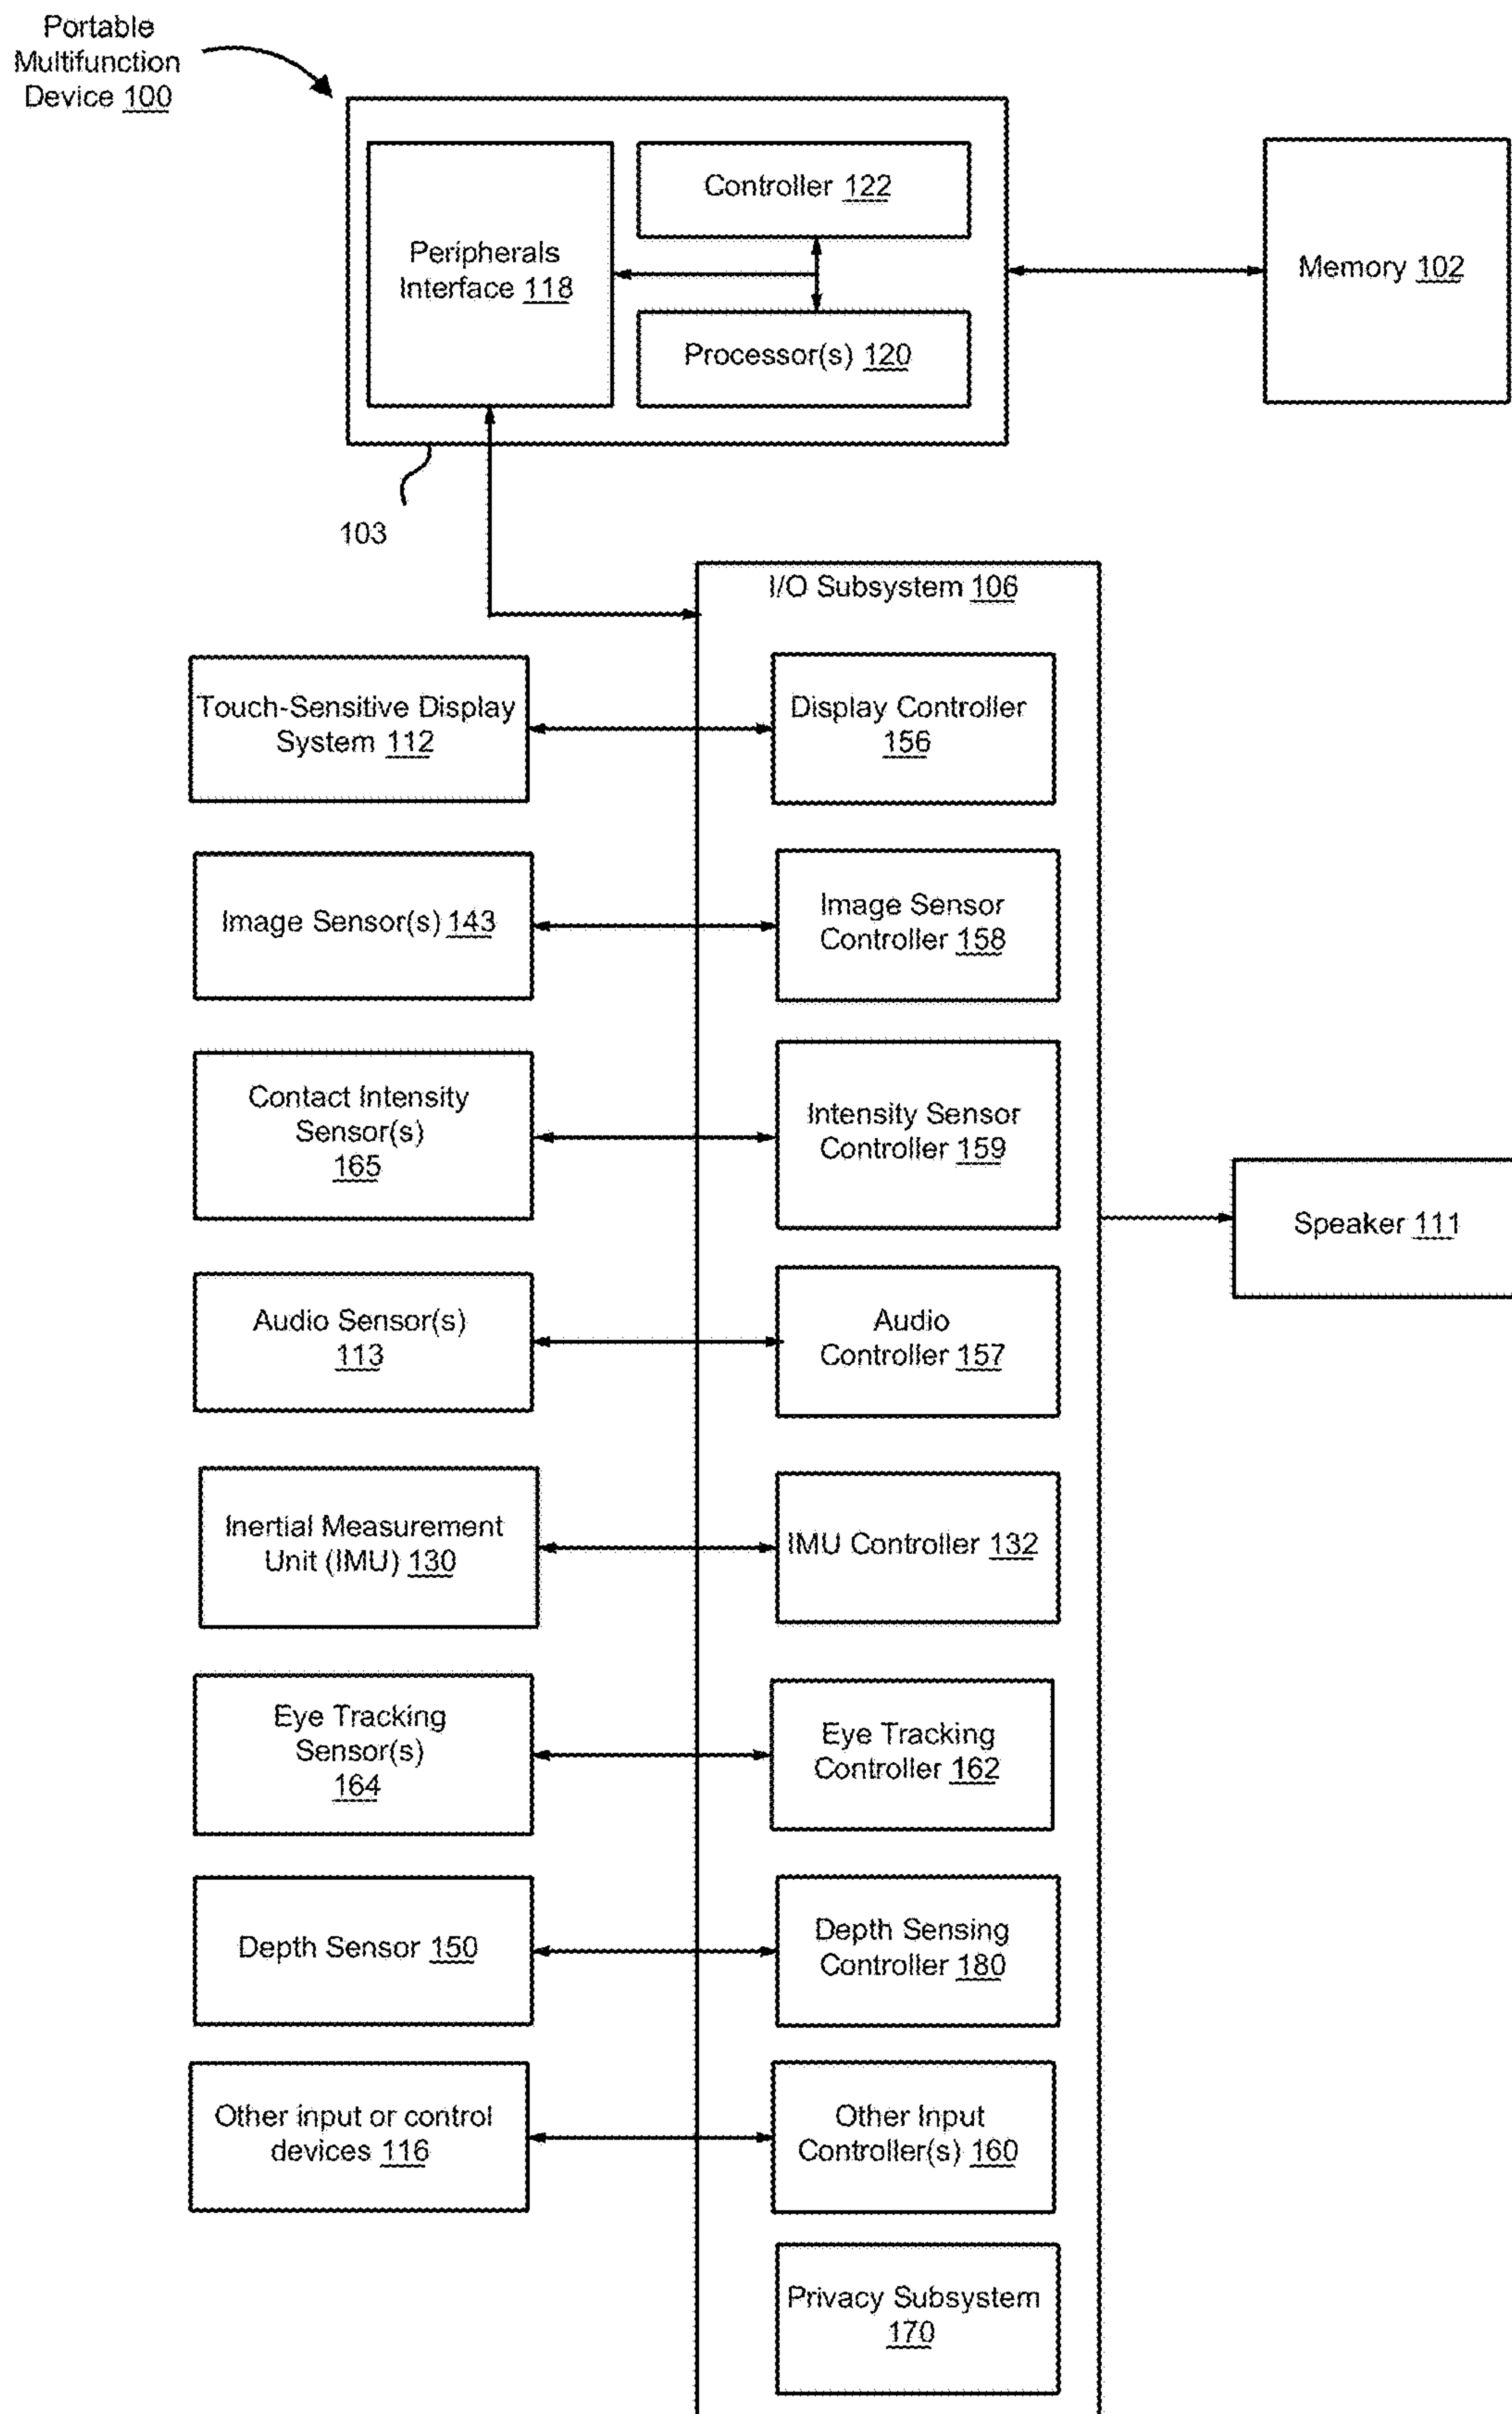 Portable
Multifunction
Device 100
Peripherals
Interface 118
Controller 122
Processor(s) 120
Memory 102
103
I/O Subsystem 106
Touch-Sensitive Display
System 112
Display Controller
156
Image Sensor(s) 143
Image Sensor
Controller 158
Contact Intensity
Sensor(s)
165
Intensity Sensor
Controller 159
Speaker 111
Audio Sensor(s)
113
Audio
Controller 157
Inertial Measurement
Unit (IMU) 130
IMU Controller 132
Eye Tracking
Sensor(s)
164
Eye Tracking
Controller 162
Depth Sensor 150
Depth Sensing
Controller 180
Other input or control
devices 116
Other Input
Controller(s) 160
Privacy Subsystem
170